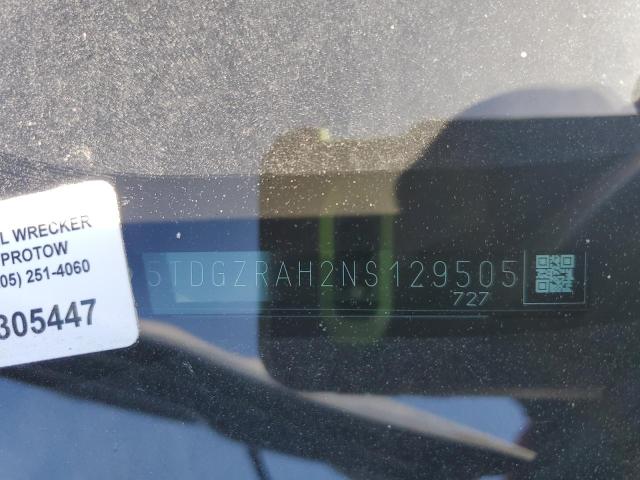 L WRECKER
PROTOW
05) 251-4060
305447
5TDGZRAH2NS129505
727